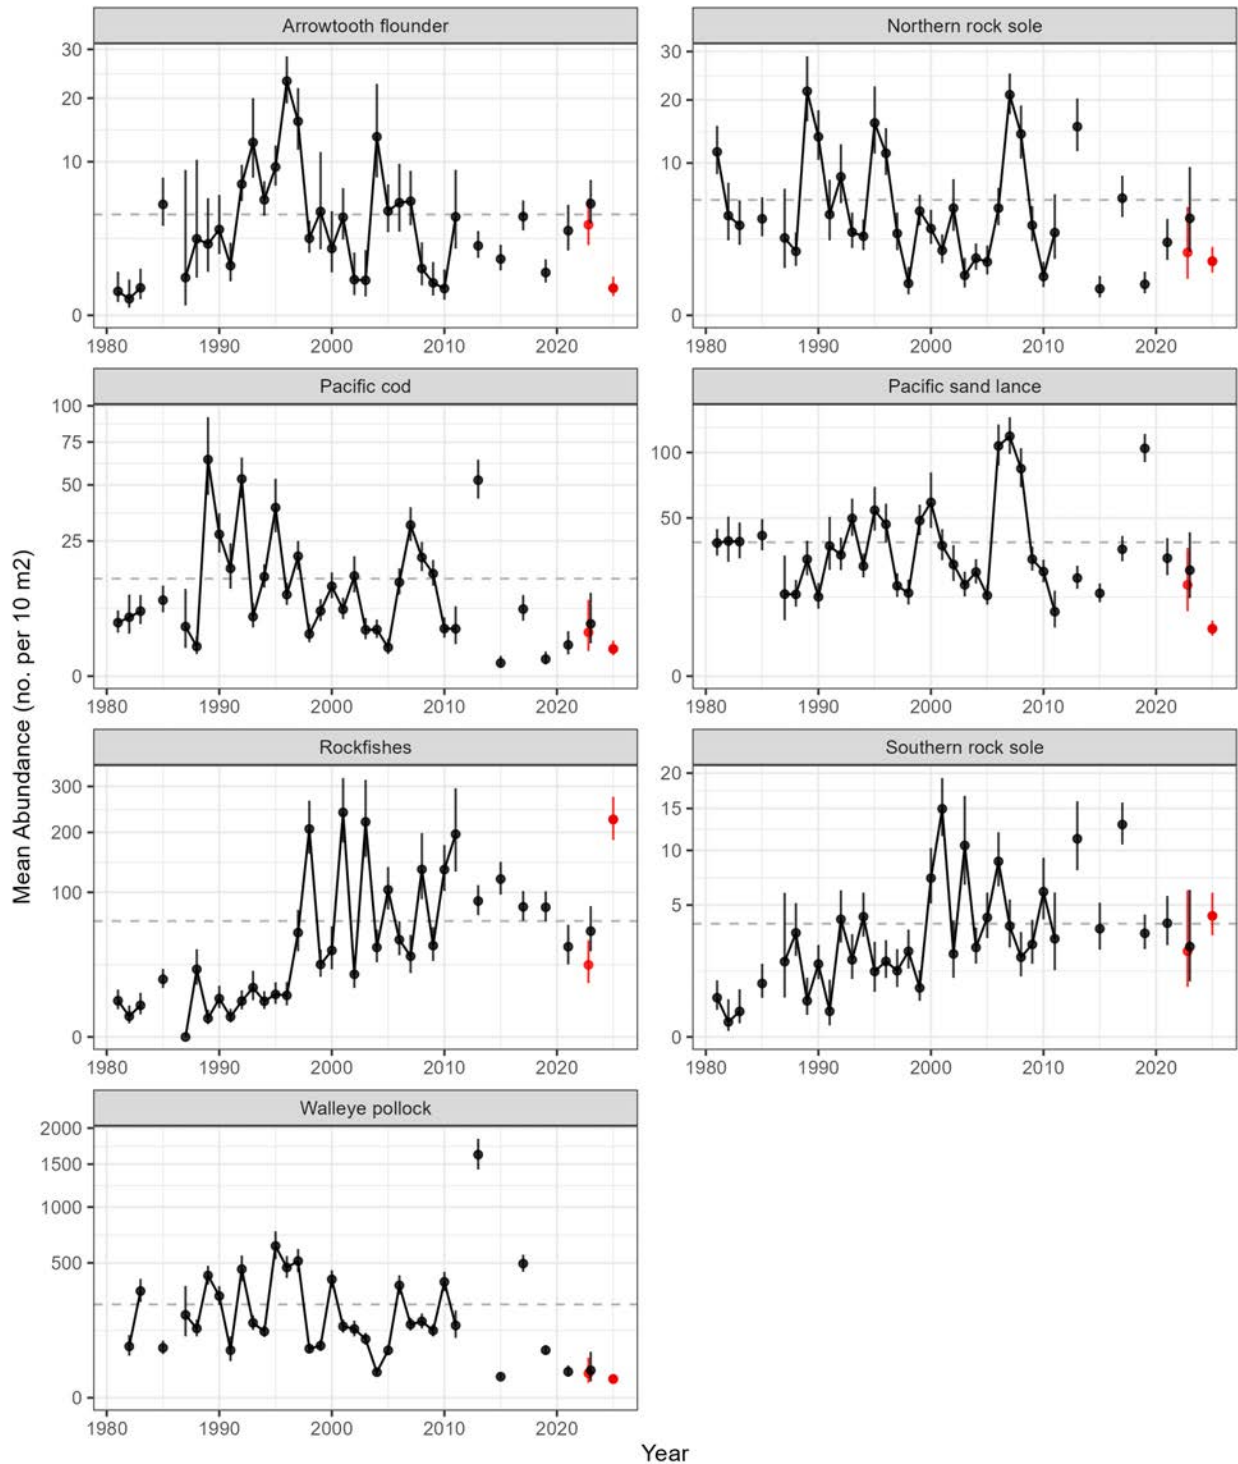 Arrowtooth flounder
Northern rock sole
30
20
10
0
30
20
10
0
1980 1990 2000 2010 2020
1980 1990 2000 2010 2020
Pacific cod
Pacific sand lance
100
75
50
25
0
100
50
0
1980 1990 2000 2010 2020
1980 1990 2000 2010 2020
Mean Abundance (no. per 10 m2)
Rockfishes
Southern rock sole
300
200
100
0
20
15
10
5
0
1980 1990 2000 2010 2020
1980 1990 2000 2010 2020
Walleye pollock
2000
1500
1000
500
0
1980 1990 2000 2010 2020
Year